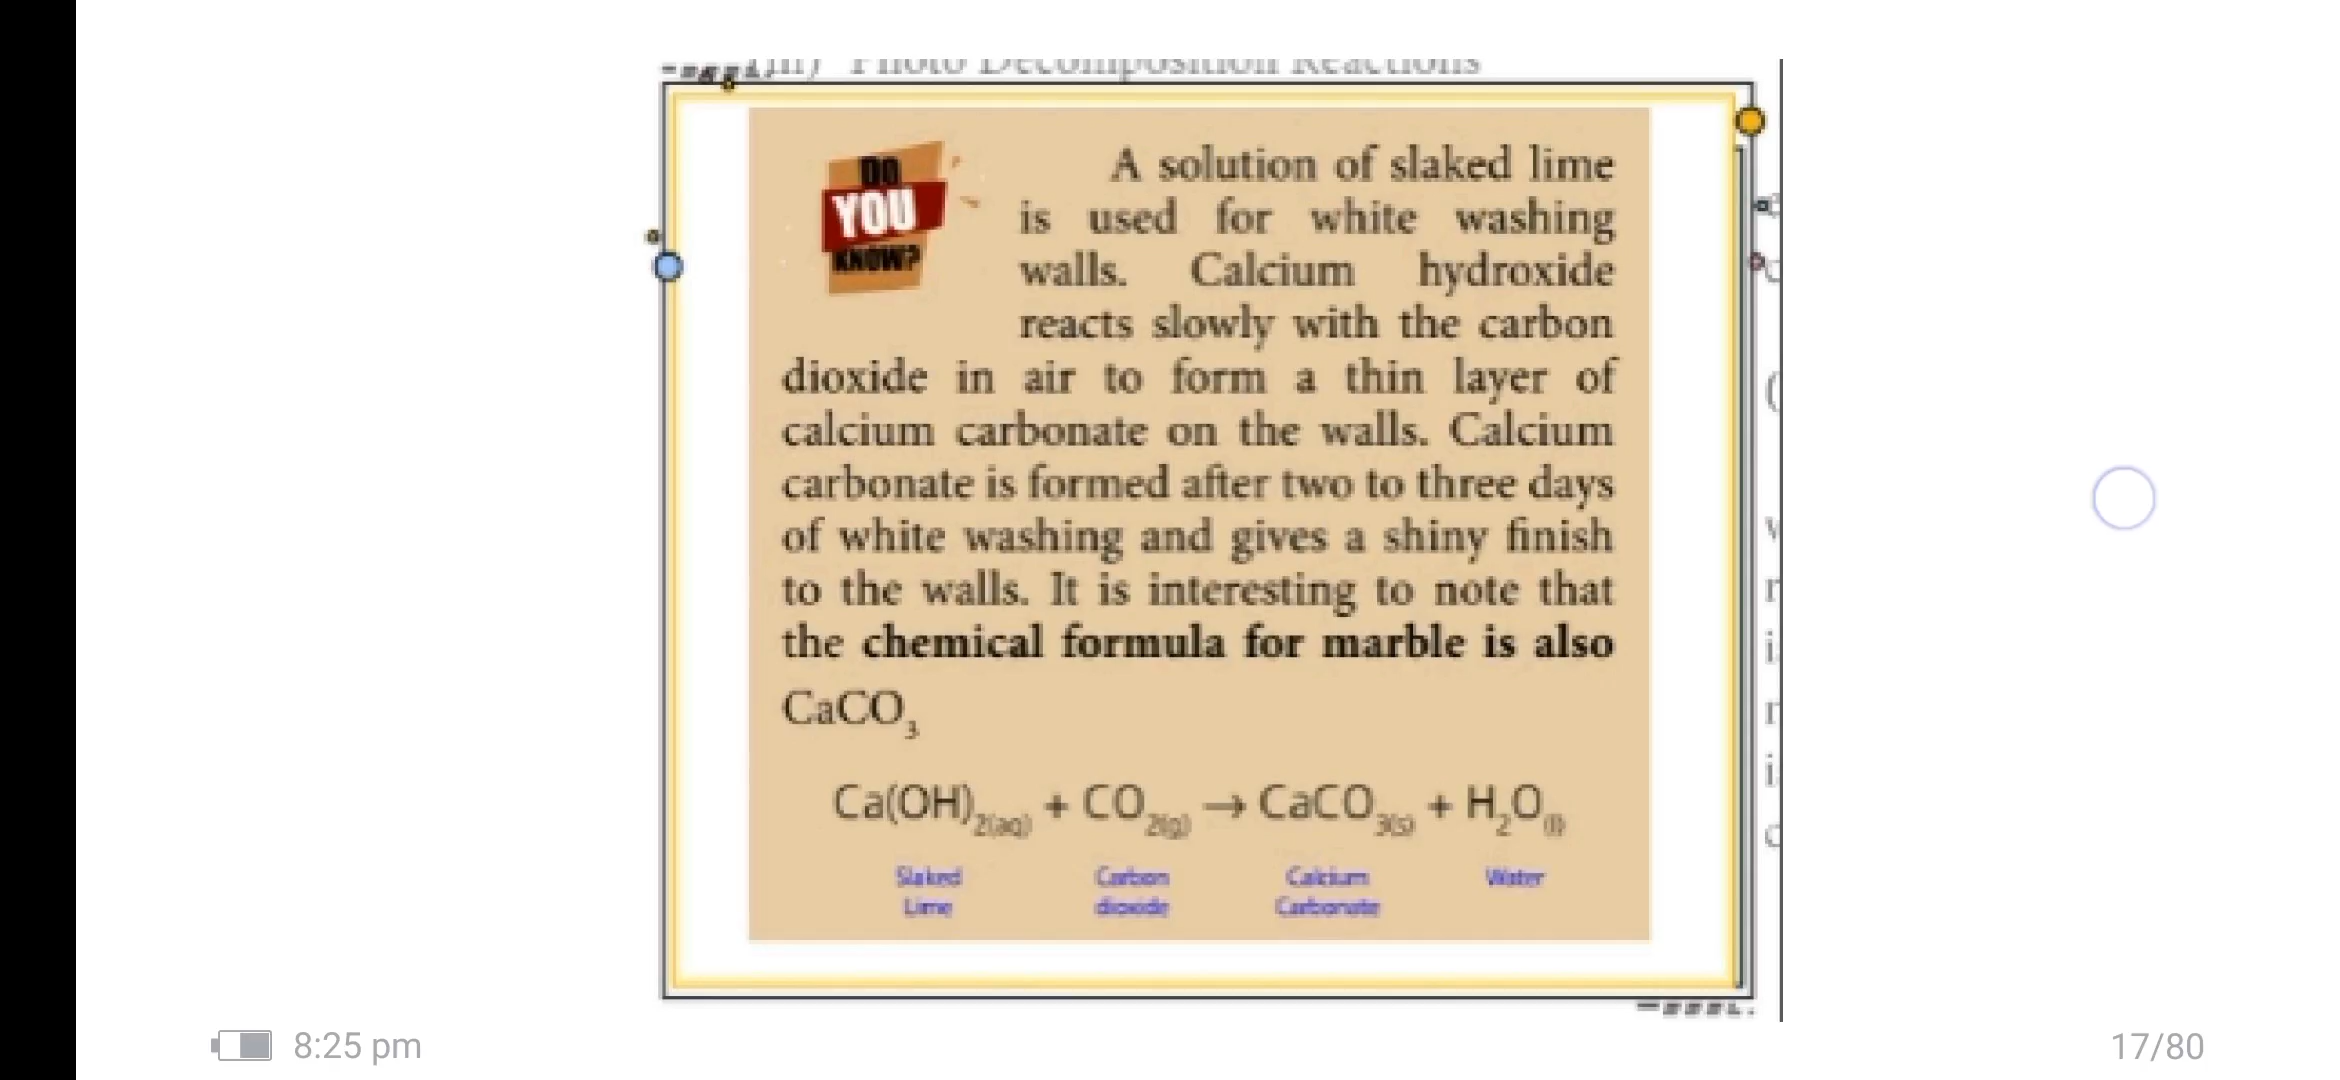 (iii) Photo Decomposition Reactions
DO
YOU
KNOW?
A solution of slaked lime
is used for white washing
walls. Calcium hydroxide
reacts slowly with the carbon
dioxide in air to form a thin layer of
calcium carbonate on the walls. Calcium
carbonate is formed after two to three days
of white washing and gives a shiny finish
to the walls. It is interesting to note that
the chemical formula for marble is also
CaCO₃
Ca(OH)₂(aq) + CO₂(g) → CaCO₃(s) + H₂O(l)
Slaked Carbon Calcium Water
Lime dioxide Carbonate
8:25 pm
17/80